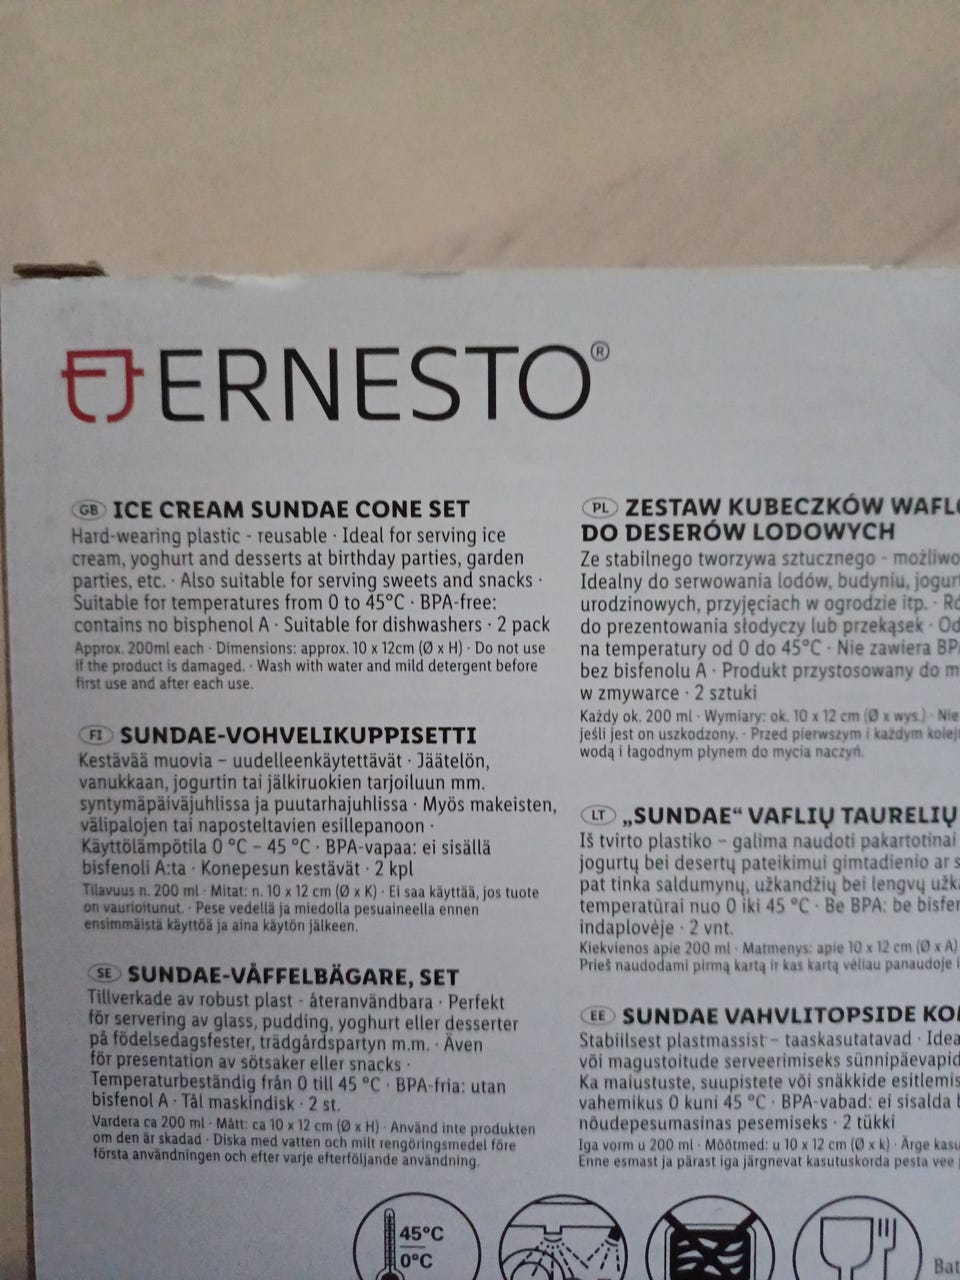 ERNESTO®
GB ICE CREAM SUNDAE CONE SET
Hard-wearing plastic - reusable · Ideal for serving ice
cream, yoghurt and desserts at birthday parties, garden
parties, etc. · Also suitable for serving sweets and snacks ·
Suitable for temperatures from 0 to 45°C · BPA-free:
contains no bisphenol A · Suitable for dishwashers · 2 pack
Approx. 200ml each · Dimensions: approx. 10 x 12cm (Ø x H) · Do not use
if the product is damaged. · Wash with water and mild detergent before
first use and after each use.
FI SUNDAE-VOHVELIKUPPISETTI
Kestävää muovia – uudelleenkäytettävät · Jäätelön,
vanukkaan, jogurtin tai jälkiruokien tarjoiluun mm.
syntymäpäiväjuhlissa ja puutarhajuhlissa · Myös makeisten,
välipalojen tai naposteltavien esillepanoon ·
Käyttölämpötila 0 °C – 45 °C · BPA-vapaa: ei sisällä
bisfenoli A:ta · Konepesun kestävät · 2 kpl
Tilavuus n. 200 ml · Mitat: n. 10 x 12 cm (Ø x K) · Ei saa käyttää, jos tuote
on vaurioitunut. · Pese vedellä ja miedolla pesuaineella ennen
ensimmäistä käyttöä ja aina käytön jälkeen.
SE SUNDAE-VÅFFELBÄGARE, SET
Tillverkade av robust plast - återanvändbara · Perfekt
för servering av glass, pudding, yoghurt eller desserter
på födelsedagsfester, trädgårdspartyn m.m. · Även
för presentation av sötsaker eller snacks ·
Temperaturbeständig från 0 till 45 °C · BPA-fria: utan
bisfenol A · Tål maskindisk · 2 st.
Vardera ca 200 ml · Mått: ca 10 x 12 cm (Ø x H) · Använd inte produkten
om den är skadad · Diska med vatten och milt rengöringsmedel före
första användningen och efter varje efterföljande användning.
PL ZESTAW KUBECZKÓW
DO DESERÓW LODOWYCH
Ze stabilnego tworzywa sztucznego -
Idealny do serwowania lodów, budyniu,
urodzinowych, przyjęciach w ogrodzie itp. ·
do prezentowania słodyczy lub przekąsek ·
na temperatury od 0 do 45°C · Nie zawiera
bez bisfenolu A · Produkt przystosowany do
w zmywarce · 2 sztuki
Każdy ok. 200 ml · Wymiary: ok. 10 x 12 cm (Ø x wys.) · Nie
jeśli jest on uszkodzony. · Przed pierwszym i każdym
wodą i łagodnym płynem do mycia naczyń.
LT „SUNDAE“ VAFLIŲ TAURELIŲ
Iš tvirto plastiko – galima naudoti pakartotinai
jogurtų bei desertų pateikimui gimtadienio ar
pat tinka saldumynų, užkandžių bei lengvų
temperatūrai nuo 0 iki 45 °C · Be BPA: be
indaplovėje · 2 vnt.
Kiekvienos apie 200 ml · Matmenys: apie 10 x 12 cm (Ø x A)
Prieš naudodami pirmą kartą ir kas kartą vėliau panaudoję
EE SUNDAE VAHVLITOPSIDE
Stabiilsest plastmassist – taaskasutatavad ·
või magustoitude serveerimiseks
Ka maiustuste, suupistete või snäkkide
vahemikus 0 kuni 45 °C · BPA-vabad: ei sisalda
nõudepesumasinas pesemiseks · 2 tükki
Iga vorm u 200 ml · Mõõtmed: u 10 x 12 cm (Ø x k) · Ärge
Enne esmast ja pärast iga järgnevat kasutuskorda pesta vee
45°C
0°C